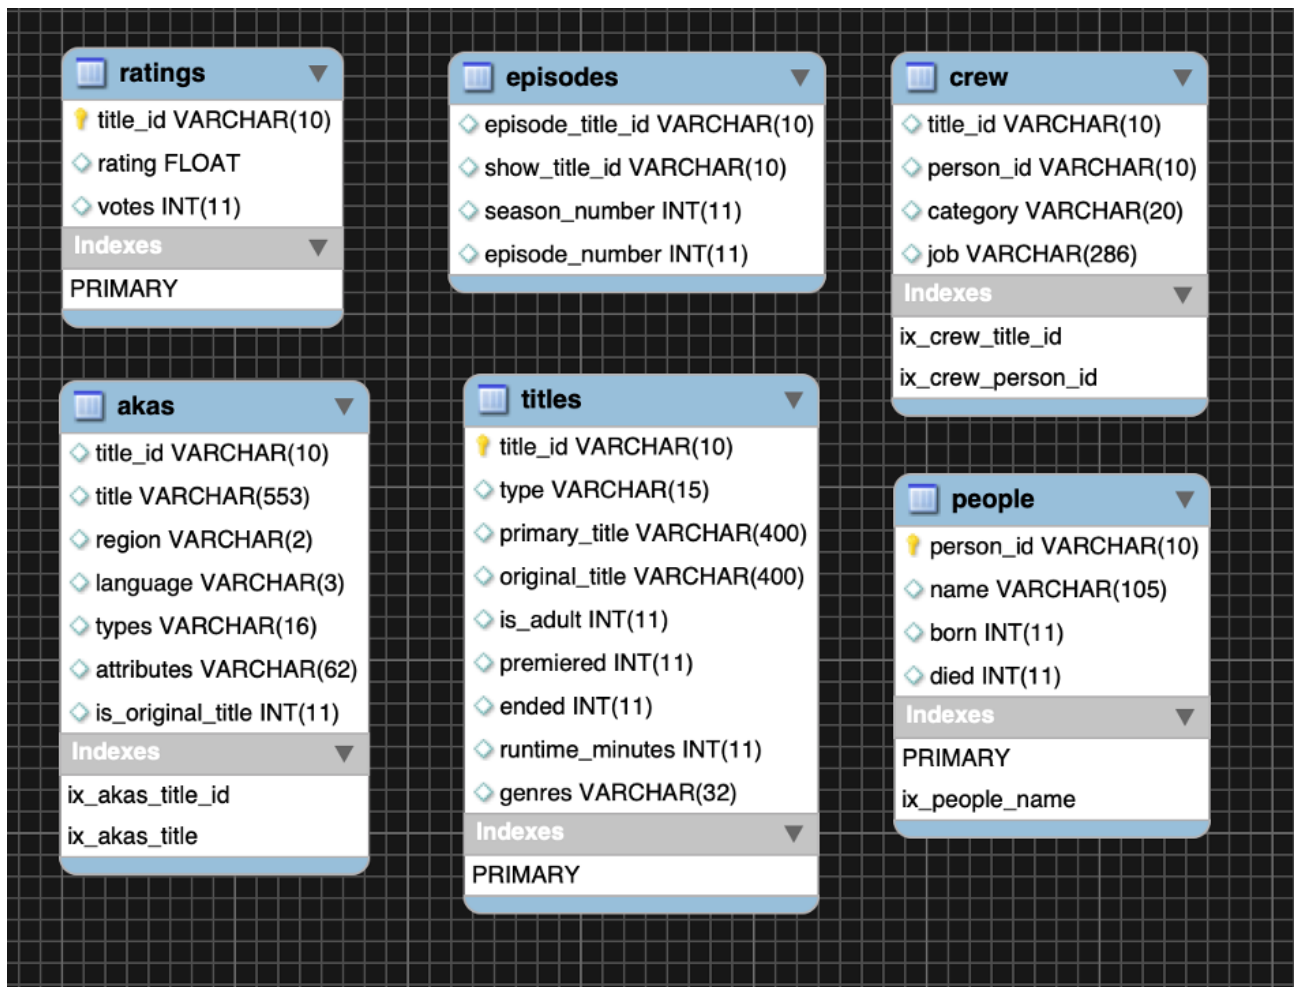 ratings
title_id VARCHAR(10)
rating FLOAT
votes INT(11)
Indexes
PRIMARY
episodes
episode_title_id VARCHAR(10)
show_title_id VARCHAR(10)
season_number INT(11)
episode_number INT(11)
crew
title_id VARCHAR(10)
person_id VARCHAR(10)
category VARCHAR(20)
job VARCHAR(286)
Indexes
ix_crew_title_id
ix_crew_person_id
akas
title_id VARCHAR(10)
title VARCHAR(553)
region VARCHAR(2)
language VARCHAR(3)
types VARCHAR(16)
attributes VARCHAR(62)
is_original_title INT(11)
Indexes
ix_akas_title_id
ix_akas_title
titles
title_id VARCHAR(10)
type VARCHAR(15)
primary_title VARCHAR(400)
original_title VARCHAR(400)
is_adult INT(11)
premiered INT(11)
ended INT(11)
runtime_minutes INT(11)
genres VARCHAR(32)
Indexes
PRIMARY
people
person_id VARCHAR(10)
name VARCHAR(105)
born INT(11)
died INT(11)
Indexes
PRIMARY
ix_people_name